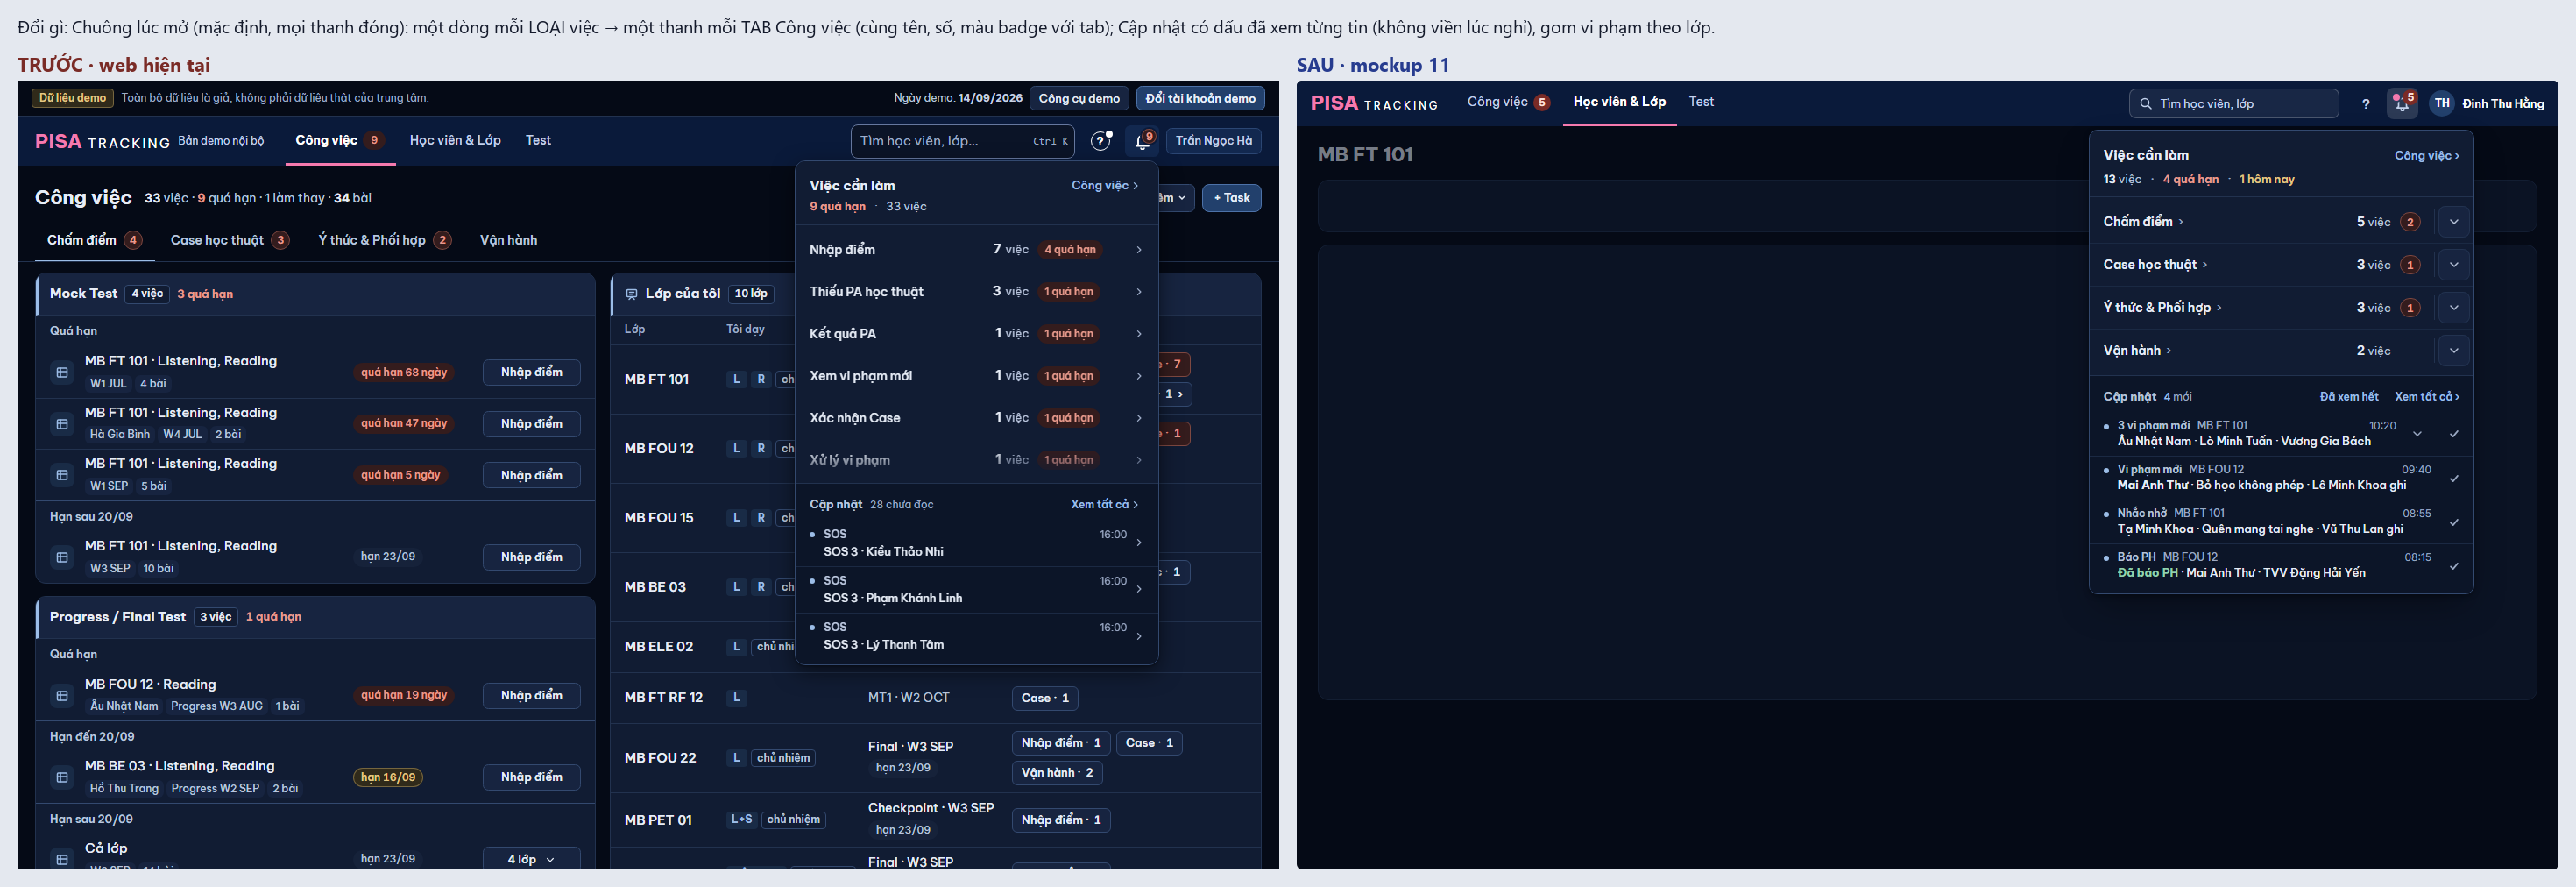 Đổi gì: Chuông lúc mở (mặc định, mọi thanh đóng): một dòng mỗi LOẠI việc → một thanh mỗi TAB Công việc (cùng tên, số, màu badge với tab); Cập nhật có dấu đã xem từng tin (không viền lúc nghỉ), gom vi phạm theo lớp.
TRƯỚC · web hiện tại
Dữ liệu demo Toàn bộ dữ liệu là giả, không phải dữ liệu thật của trung tâm. Ngày demo: 14/09/2026 Công cụ demo Đổi tài khoản demo
PISA TRACKING Bản demo nội bộ Công việc 9 Học viên & Lớp Test Tìm học viên, lớp... Ctrl K ? 9 Trần Ngọc Hà
Công việc 33 việc · 9 quá hạn · 1 làm thay · 34 bài + Task
Chấm điểm 4 Case học thuật 3 Ý thức & Phối hợp 2 Vận hành
Mock Test 4 việc 3 quá hạn
Quá hạn
MB FT 101 · Listening, Reading quá hạn 68 ngày Nhập điểm
W1 JUL 4 bài
MB FT 101 · Listening, Reading quá hạn 47 ngày Nhập điểm
Hà Gia Bình W4 JUL 2 bài
MB FT 101 · Listening, Reading quá hạn 5 ngày Nhập điểm
W1 SEP 5 bài
Hạn sau 20/09
MB FT 101 · Listening, Reading hạn 23/09 Nhập điểm
W3 SEP 10 bài
Progress / Final Test 3 việc 1 quá hạn
Quá hạn
MB FOU 12 · Reading quá hạn 19 ngày Nhập điểm
Âu Nhật Nam Progress W3 AUG 1 bài
Hạn đến 20/09
MB BE 03 · Listening, Reading hạn 16/09 Nhập điểm
Hồ Thu Trang Progress W2 SEP 2 bài
Hạn sau 20/09
Cả lớp hạn 23/09 4 lớp
Lớp của tôi 10 lớp
Lớp Tôi dạy
MB FT 101 L R
MB FOU 12 L R
MB FOU 15 L R
MB BE 03 L R
MB ELE 02 L
MB FT RF 12 L MT1 · W2 OCT Case · 1
MB FOU 22 L chủ nhiệm Final · W3 SEP hạn 23/09 Nhập điểm · 1 Case · 1 Vận hành · 2
MB PET 01 L+S chủ nhiệm Checkpoint · W3 SEP hạn 23/09 Nhập điểm · 1
Final · W3 SEP
Việc cần làm Công việc ›
9 quá hạn · 33 việc
Nhập điểm 7 việc 4 quá hạn ›
Thiếu PA học thuật 3 việc 1 quá hạn ›
Kết quả PA 1 việc 1 quá hạn ›
Xem vi phạm mới 1 việc 1 quá hạn ›
Xác nhận Case 1 việc 1 quá hạn ›
Xử lý vi phạm 1 việc 1 quá hạn ›
Cập nhật 28 chưa đọc Xem tất cả ›
SOS 16:00 ›
SOS 3 · Kiều Thảo Nhi
SOS 16:00 ›
SOS 3 · Phạm Khánh Linh
SOS 16:00 ›
SOS 3 · Lý Thanh Tâm
SAU · mockup 11
PISA TRACKING Công việc 5 Học viên & Lớp Test Tìm học viên, lớp ? 5 TH Đinh Thu Hằng
MB FT 101
Việc cần làm Công việc ›
13 việc · 4 quá hạn · 1 hôm nay
Chấm điểm › 5 việc 2
Case học thuật › 3 việc 1
Ý thức & Phối hợp › 3 việc 1
Vận hành › 2 việc
Cập nhật 4 mới Đã xem hết Xem tất cả ›
3 vi phạm mới MB FT 101 10:20
Âu Nhật Nam · Lò Minh Tuấn · Vương Gia Bách
Vi phạm mới MB FOU 12 09:40
Mai Anh Thư · Bỏ học không phép · Lê Minh Khoa ghi
Nhắc nhở MB FT 101 08:55
Tạ Minh Khoa · Quên mang tai nghe · Vũ Thu Lan ghi
Báo PH MB FOU 12 08:15
Đã báo PH · Mai Anh Thư · TVV Đặng Hải Yến